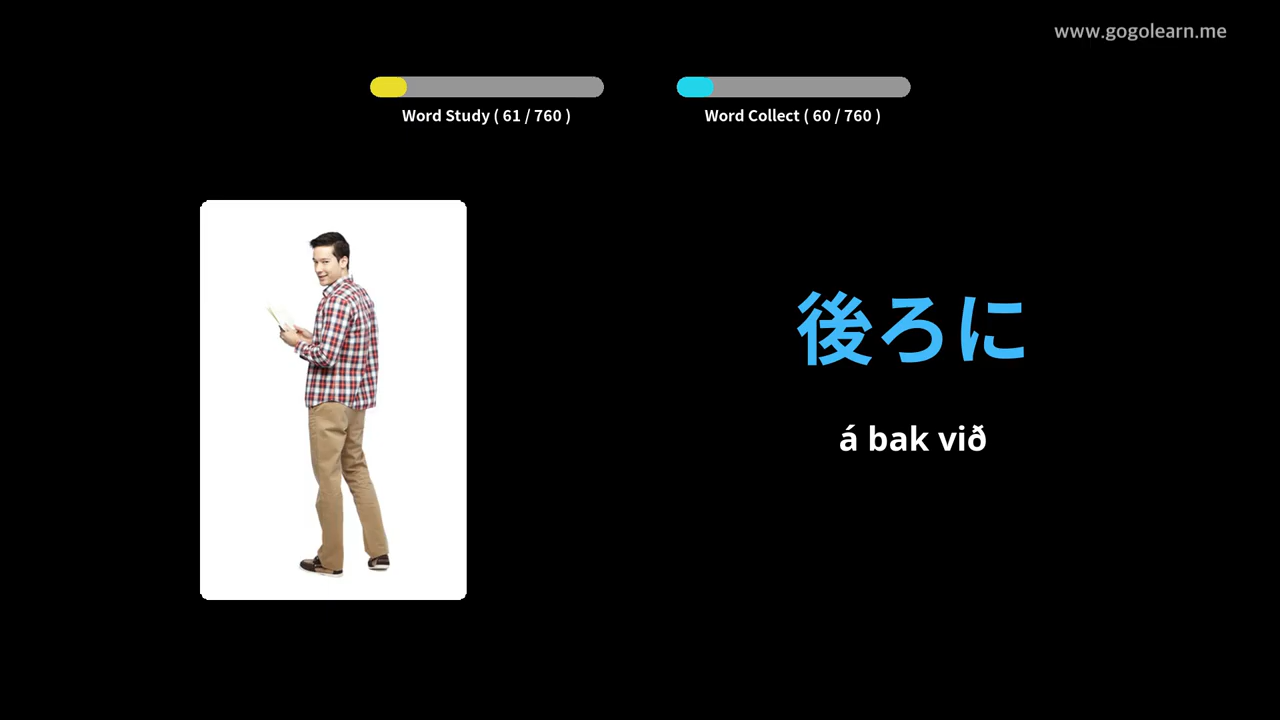 www.gogolearn.me
Word Study ( 61 / 760 )
Word Collect ( 60 / 760 )
後ろに
á bak við